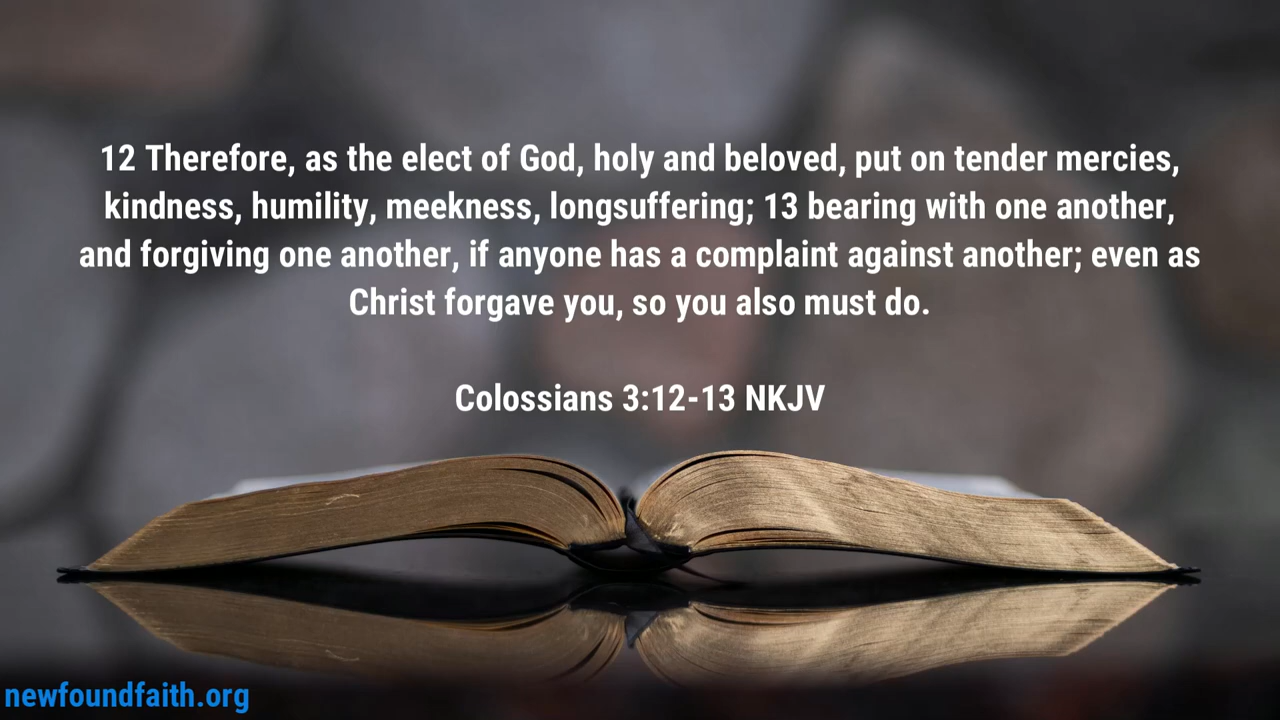 12 Therefore, as the elect of God, holy and beloved, put on tender mercies,
kindness, humility, meekness, longsuffering; 13 bearing with one another,
and forgiving one another, if anyone has a complaint against another; even as
Christ forgave you, so you also must do.
Colossians 3:12-13 NKJV
newfoundfaith.org